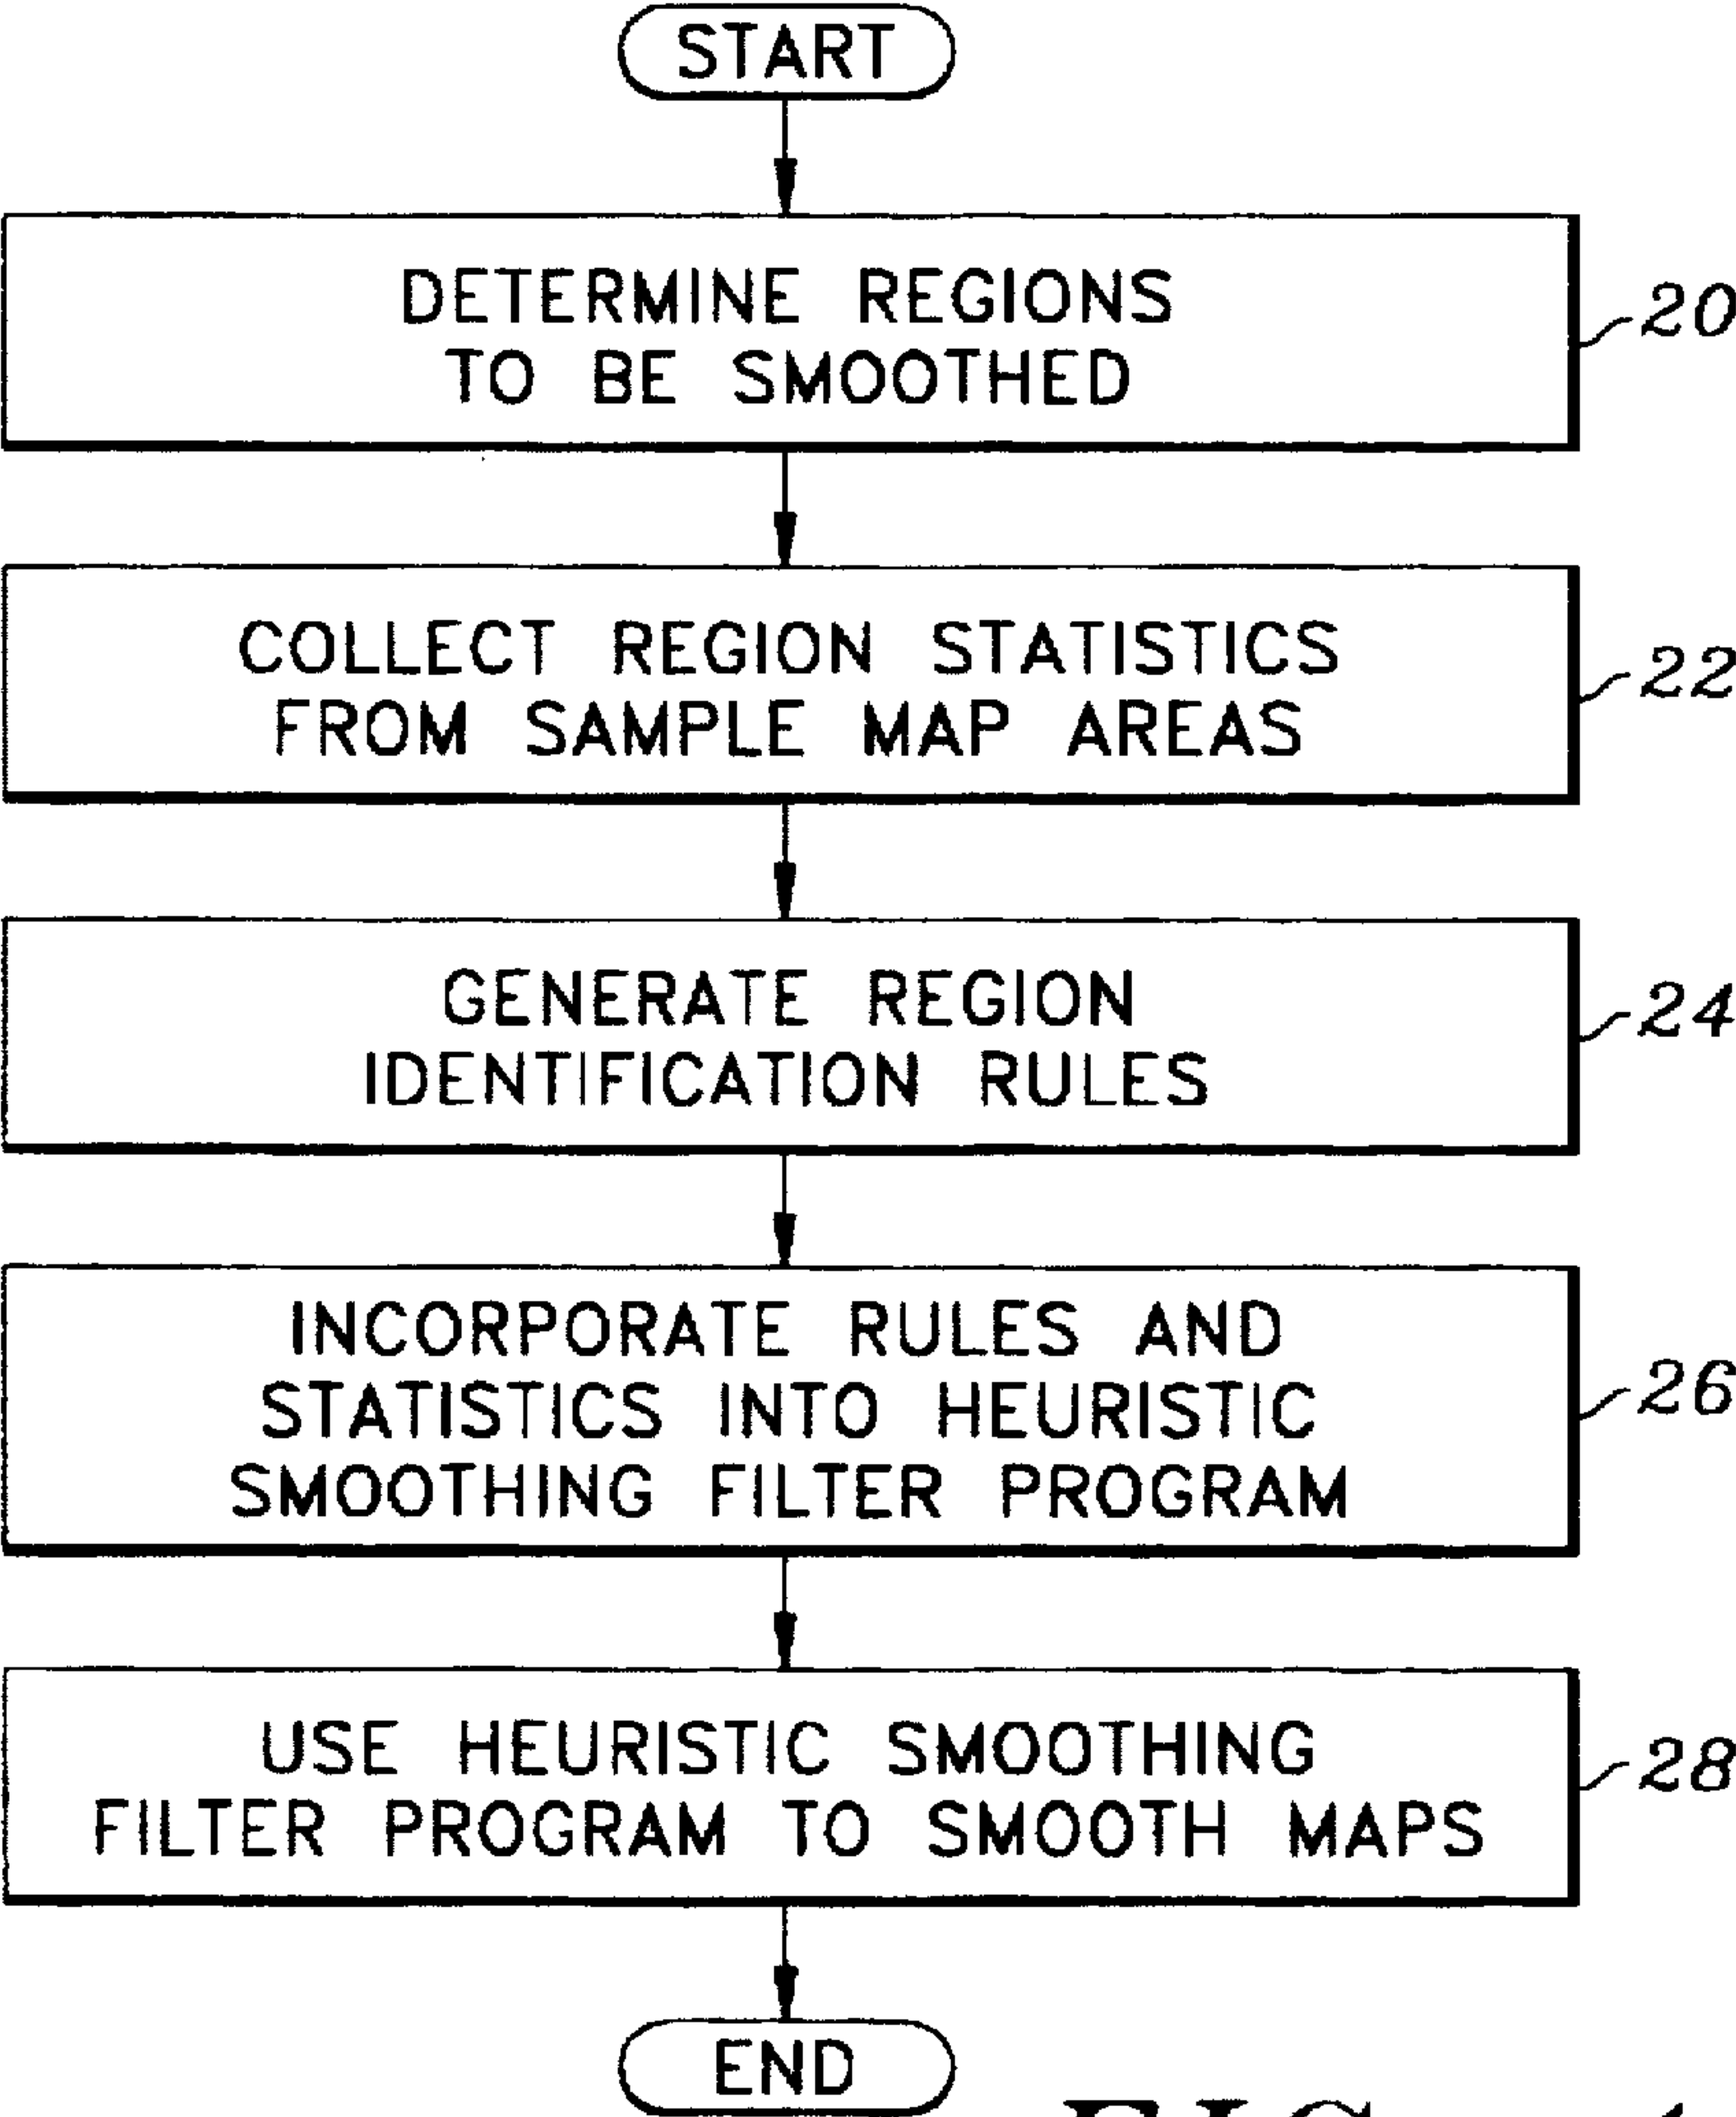 START
DETERMINE REGIONS
TO BE SMOOTHED
20
COLLECT REGION STATISTICS
FROM SAMPLE MAP AREAS
22
GENERATE REGION
IDENTIFICATION RULES
24
INCORPORATE RULES AND
STATISTICS INTO HEURISTIC
SMOOTHING FILTER PROGRAM
26
USE HEURISTIC SMOOTHING
FILTER PROGRAM TO SMOOTH MAPS
28
END